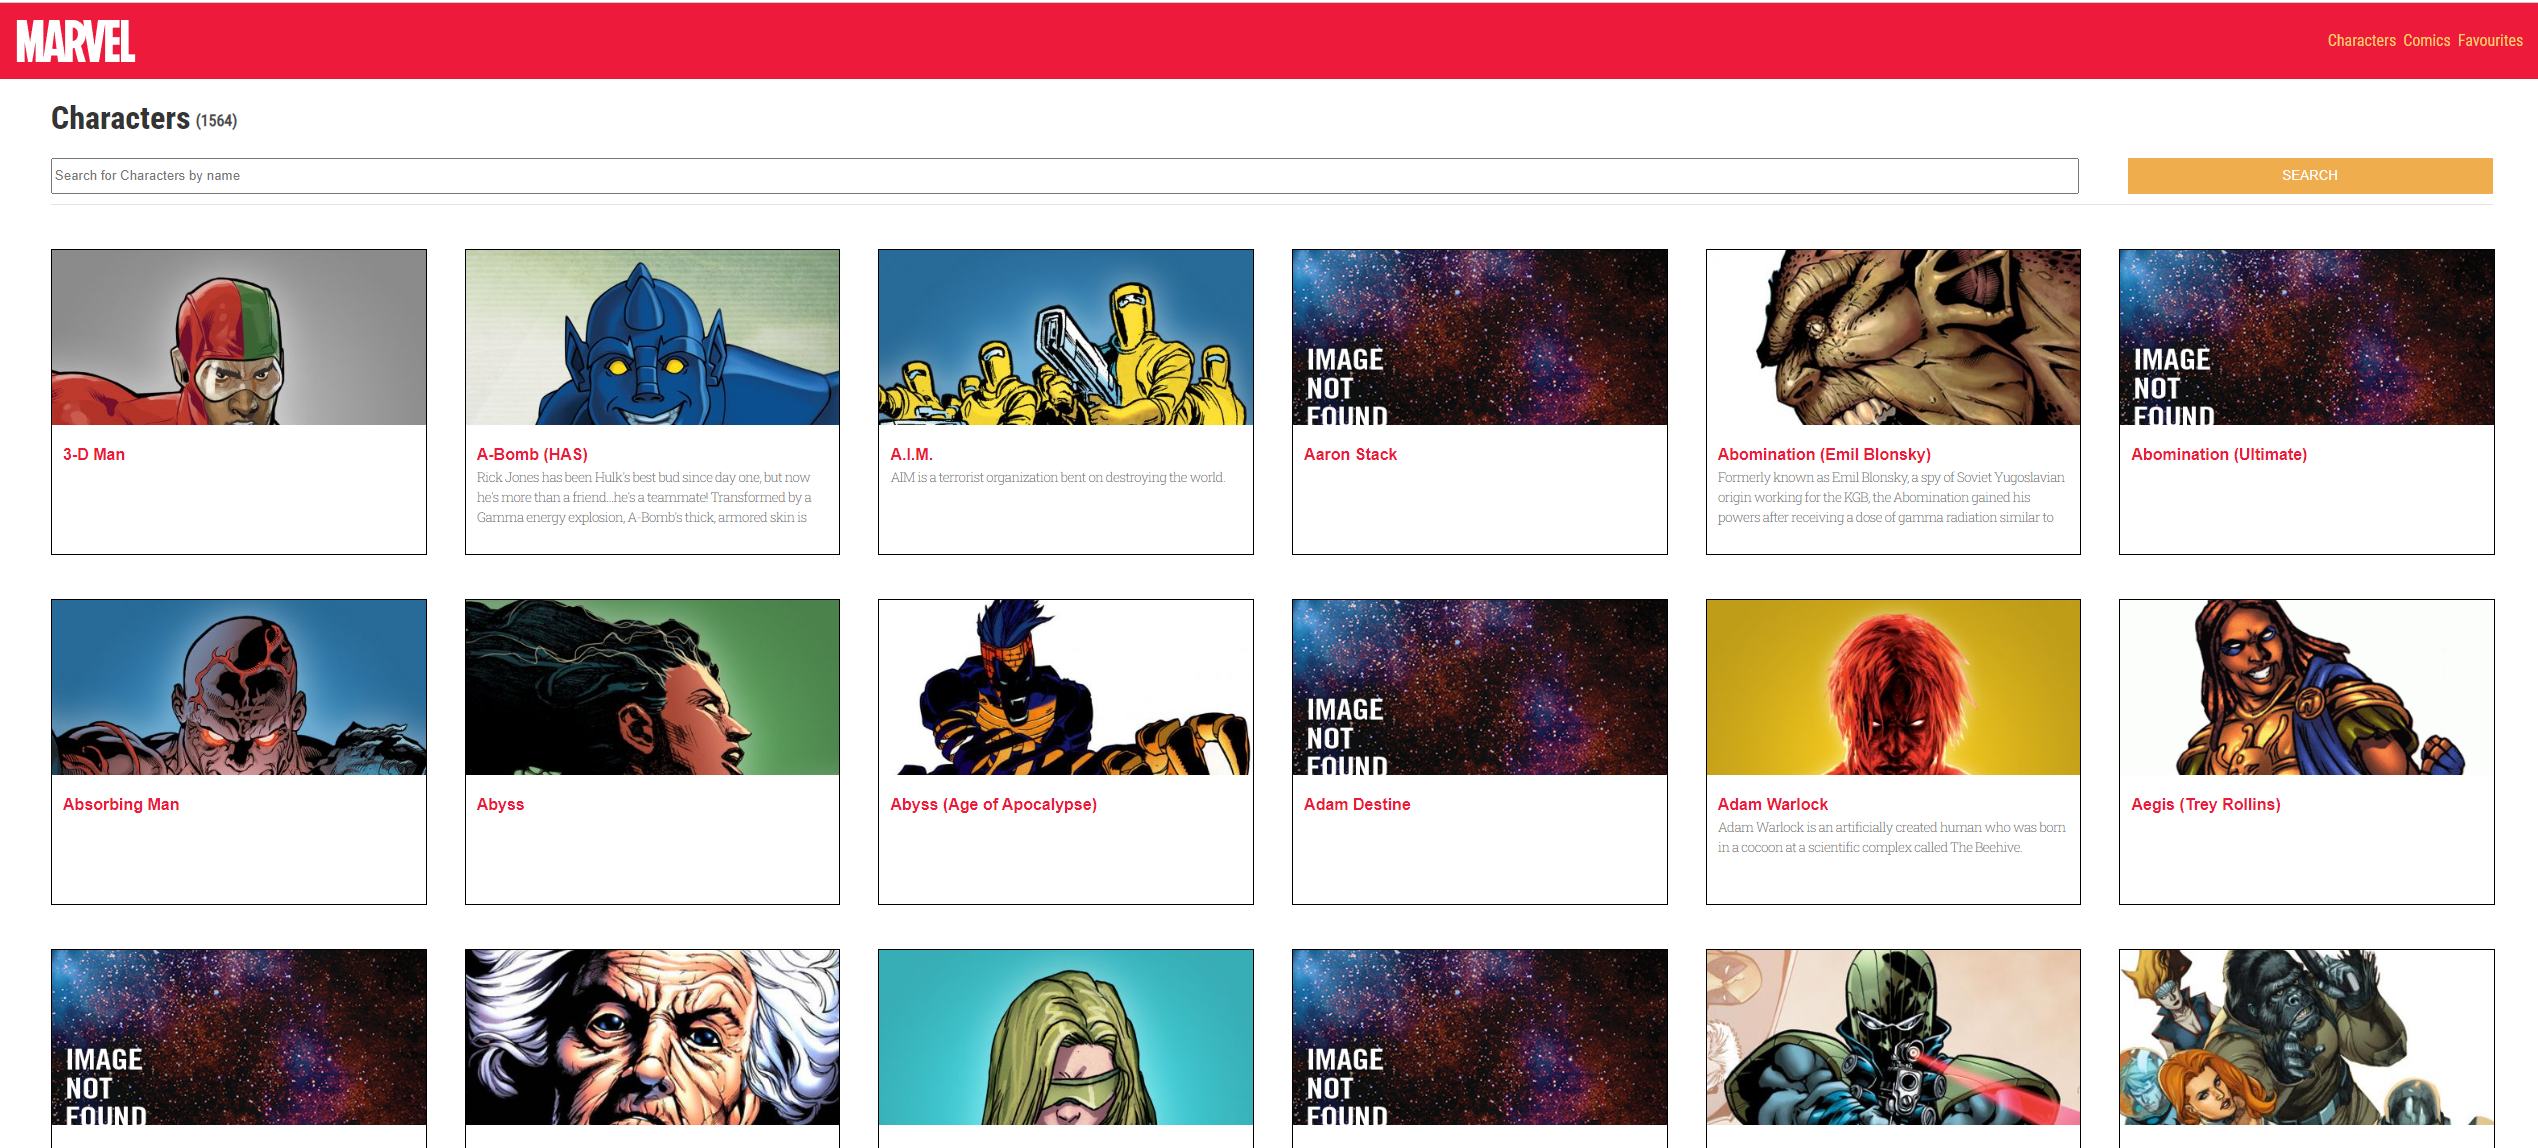 MARVEL
Characters Comics Favourites
Characters (1564)
Search for Characters by name
SEARCH
IMAGE
NOT
FOUND
IMAGE
NOT
FOUND
3-D Man
A-Bomb (HAS)
Rick Jones has been Hulk's best bud since day one, but now
he's more than a friend...he's a teammate! Transformed by a
Gamma energy explosion, A-Bomb's thick, armored skin is
A.I.M.
AIM is a terrorist organization bent on destroying the world.
Aaron Stack
Abomination (Emil Blonsky)
Formerly known as Emil Blonsky, a spy of Soviet Yugoslavian
origin working for the KGB, the Abomination gained his
powers after receiving a dose of gamma radiation similar to
Abomination (Ultimate)
IMAGE
NOT
FOUND
Absorbing Man
Abyss
Abyss (Age of Apocalypse)
Adam Destine
Adam Warlock
Adam Warlock is an artificially created human who was born
in a cocoon at a scientific complex called The Beehive.
Aegis (Trey Rollins)
IMAGE
NOT
FOUND
IMAGE
NOT
FOUND